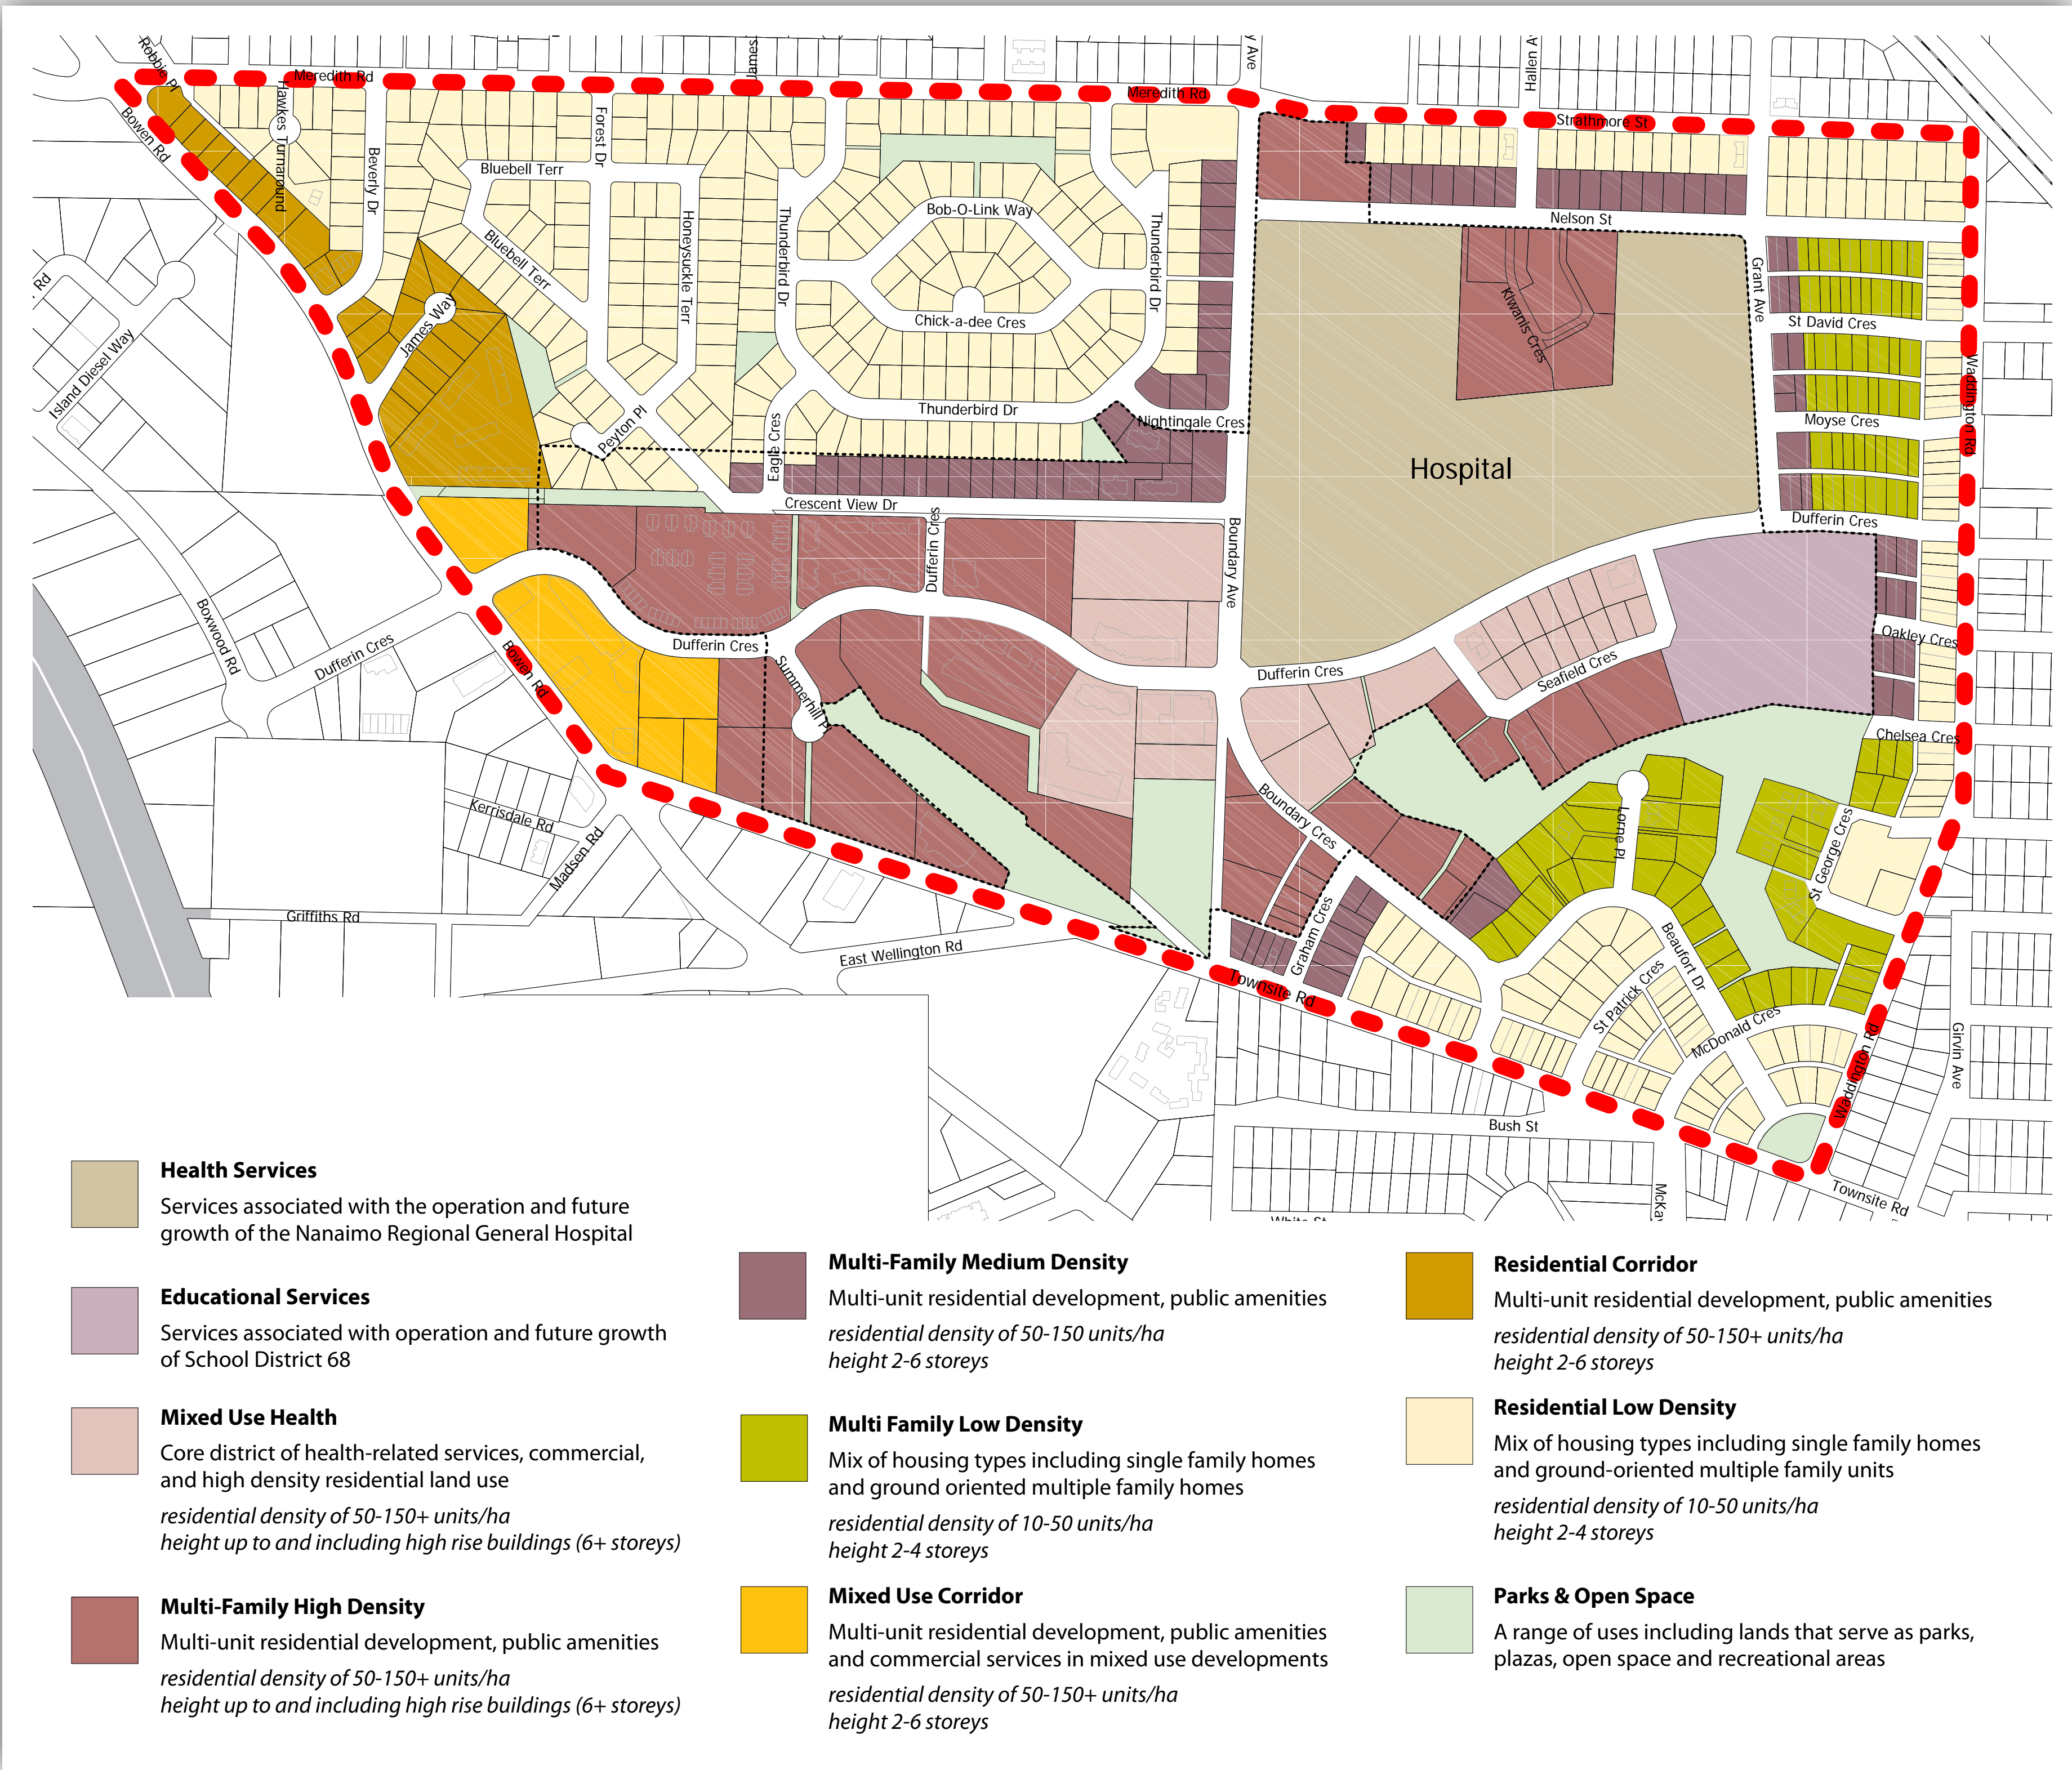 Robbie Pl
Meredith Rd
James
y Ave
Hallen A
Meredith Rd
Strathmore St
Bowen Rd
Hawkes Turnaround
Beverly Dr
Forest Dr
Bluebell Terr
Bluebell Terr
Honeysuckle Terr
Thunderbird Dr
Bob-O-Link Way
Thunderbird Dr
Chick-a-dee Cres
Thunderbird Dr
Nightingale Cres
Nelson St
Kiwanis Cres
Grant Ave
St David Cres
Waddington Rd
Moyse Cres
Dufferin Cres
Hospital
Rd
Island Diesel Way
James Way
Peyton Pl
Eagle Cres
Crescent View Dr
Dufferin Cres
Boundary Ave
Boxwood Rd
Dufferin Cres
Bowen Rd
Dufferin Cres
Summerhill P
Dufferin Cres
Seafield Cres
Oakley Cres
Chelsea Cres
Boundary Cres
Lorne Pl
St George Cres
Kerrisdale Rd
Madsen Rd
Griffiths Rd
East Wellington Rd
Graham Cres
Townsite Rd
Beaufort Dr
St Patrick Cres
McDonald Cres
Waddington Rd
Girvin Ave
Bush St
Townsite Rd
McKa
White St
Health Services
Services associated with the operation and future
growth of the Nanaimo Regional General Hospital
Educational Services
Services associated with operation and future growth
of School District 68
Mixed Use Health
Core district of health-related services, commercial,
and high density residential land use
residential density of 50-150+ units/ha
height up to and including high rise buildings (6+ storeys)
Multi-Family High Density
Multi-unit residential development, public amenities
residential density of 50-150+ units/ha
height up to and including high rise buildings (6+ storeys)
Multi-Family Medium Density
Multi-unit residential development, public amenities
residential density of 50-150 units/ha
height 2-6 storeys
Multi Family Low Density
Mix of housing types including single family homes
and ground oriented multiple family homes
residential density of 10-50 units/ha
height 2-4 storeys
Mixed Use Corridor
Multi-unit residential development, public amenities
and commercial services in mixed use developments
residential density of 50-150+ units/ha
height 2-6 storeys
Residential Corridor
Multi-unit residential development, public amenities
residential density of 50-150+ units/ha
height 2-6 storeys
Residential Low Density
Mix of housing types including single family homes
and ground-oriented multiple family units
residential density of 10-50 units/ha
height 2-4 storeys
Parks & Open Space
A range of uses including lands that serve as parks,
plazas, open space and recreational areas